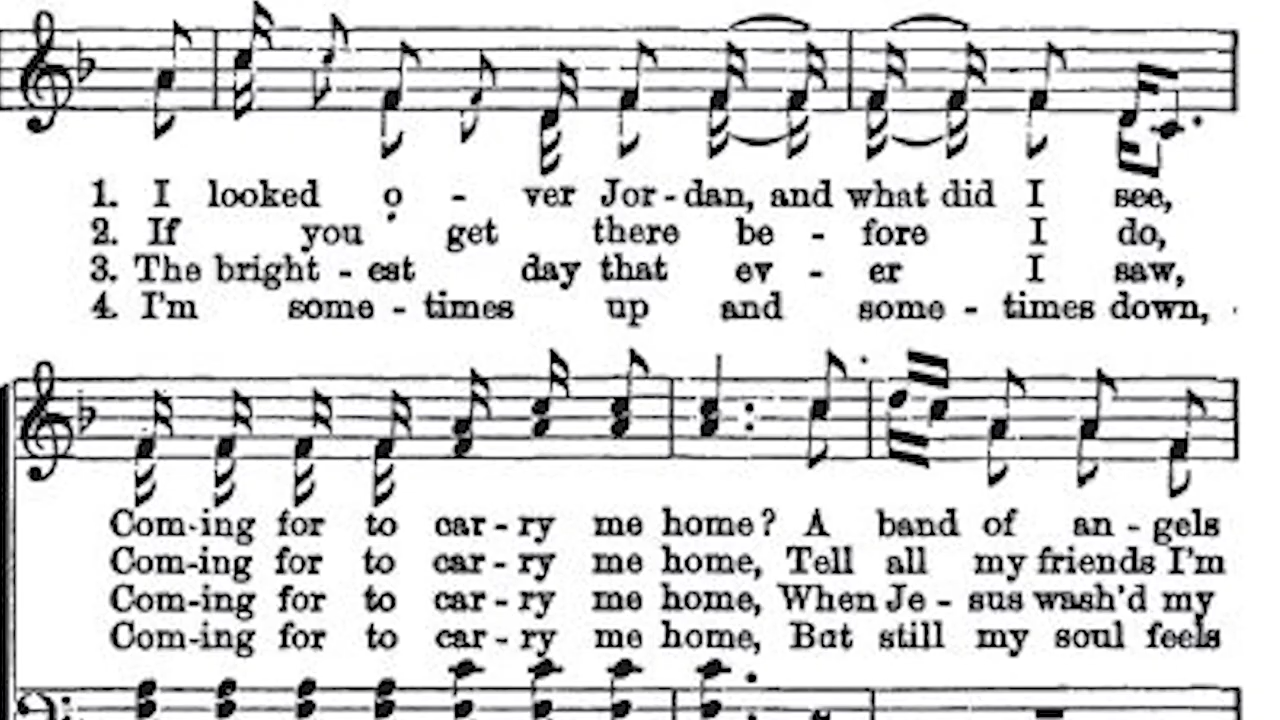 1. I looked o - ver Jor - dan, and what did I see,
2. If you get there be - fore I do,
3. The bright - est day that ev - er I saw,
4. I'm some - times up and some - times down,
Com - ing for to car - ry me home? A band of an - gels
Com - ing for to car - ry me home, Tell all my friends I'm
Com - ing for to car - ry me home, When Je - sus wash'd my
Com - ing for to car - ry me home, But still my soul feels